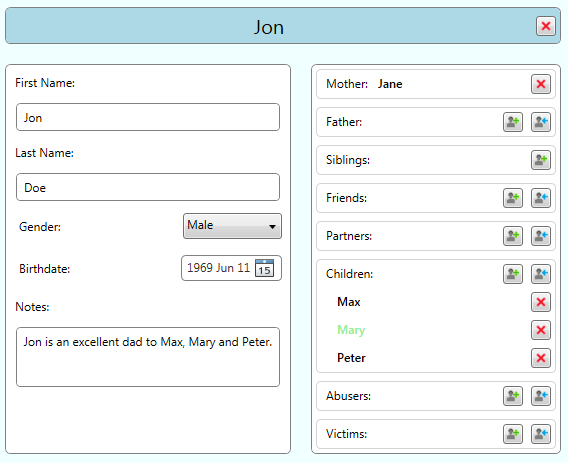 Jon
First Name:
Jon
Last Name:
Doe
Gender: Male
Birthdate: 1969 Jun 11 15
Notes:
Jon is an excellent dad to Max, Mary and Peter.
Mother: Jane
Father:
Siblings:
Friends:
Partners:
Children:
Max
Mary
Peter
Abusers:
Victims: